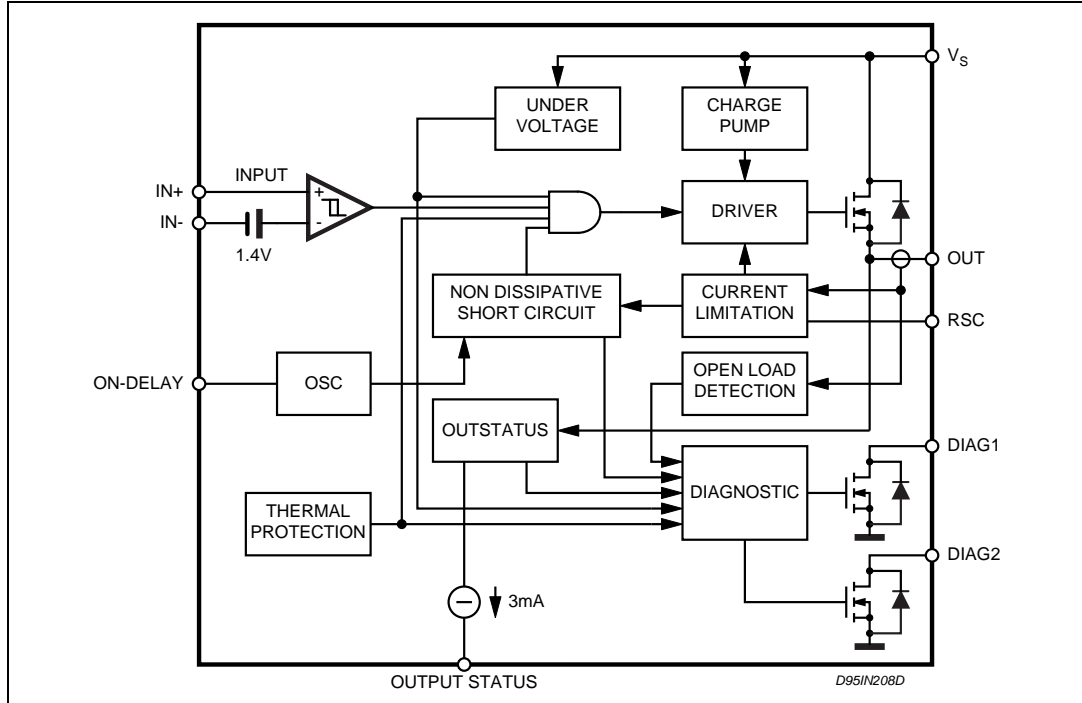 VS
UNDER
VOLTAGE
CHARGE
PUMP
INPUT
IN+
IN-
+
-
1.4V
DRIVER
OUT
NON DISSIPATIVE
SHORT CIRCUIT
CURRENT
LIMITATION
RSC
ON-DELAY
OSC
OPEN LOAD
DETECTION
OUTSTATUS
DIAG1
DIAGNOSTIC
THERMAL
PROTECTION
DIAG2
3mA
OUTPUT STATUS
D95IN208D